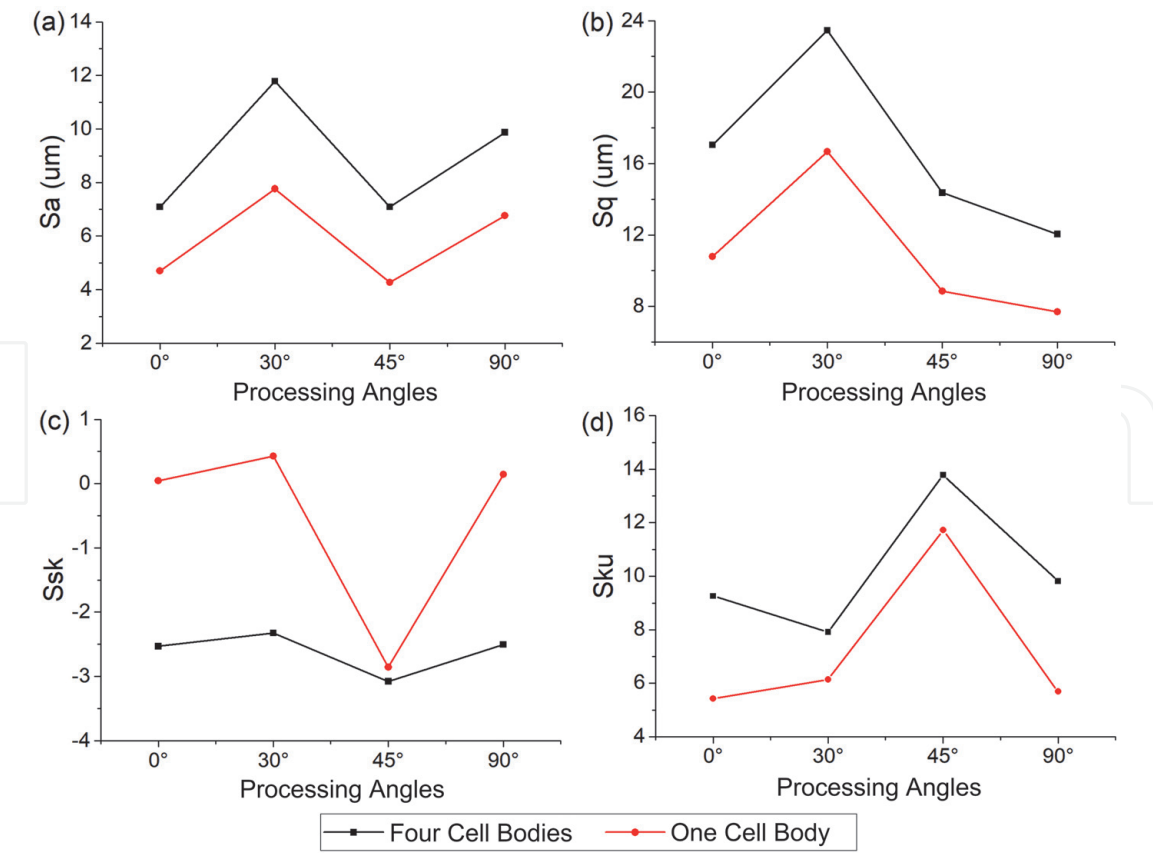 (a)
Sa (um)
14
12
10
8
6
4
2
0° 30° 45° 90°
Processing Angles
(b)
Sq (um)
24
20
16
12
8
0° 30° 45° 90°
Processing Angles
(c)
Ssk
1
0
-1
-2
-3
-4
0° 30° 45° 90°
Processing Angles
(d)
Sku
16
14
12
10
8
6
4
0° 30° 45° 90°
Processing Angles
Four Cell Bodies One Cell Body